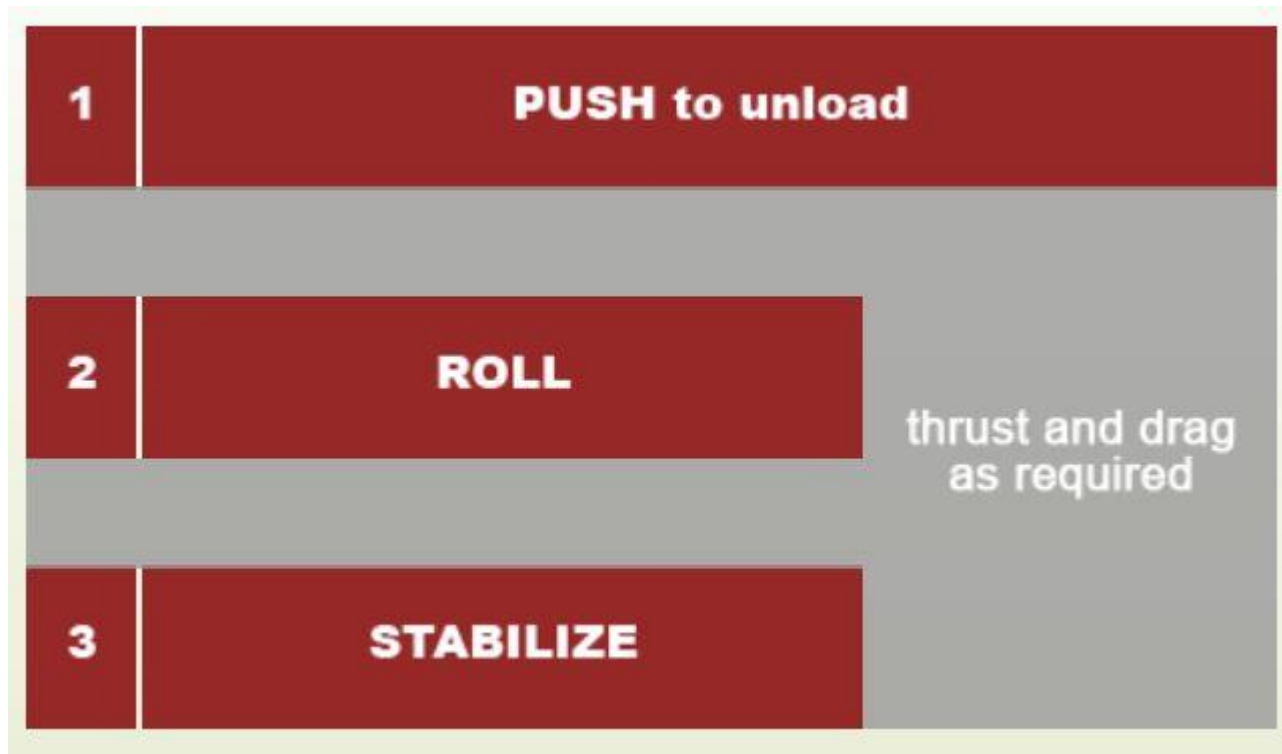 1 PUSH to unload
2 ROLL
thrust and drag
as required
3 STABILIZE